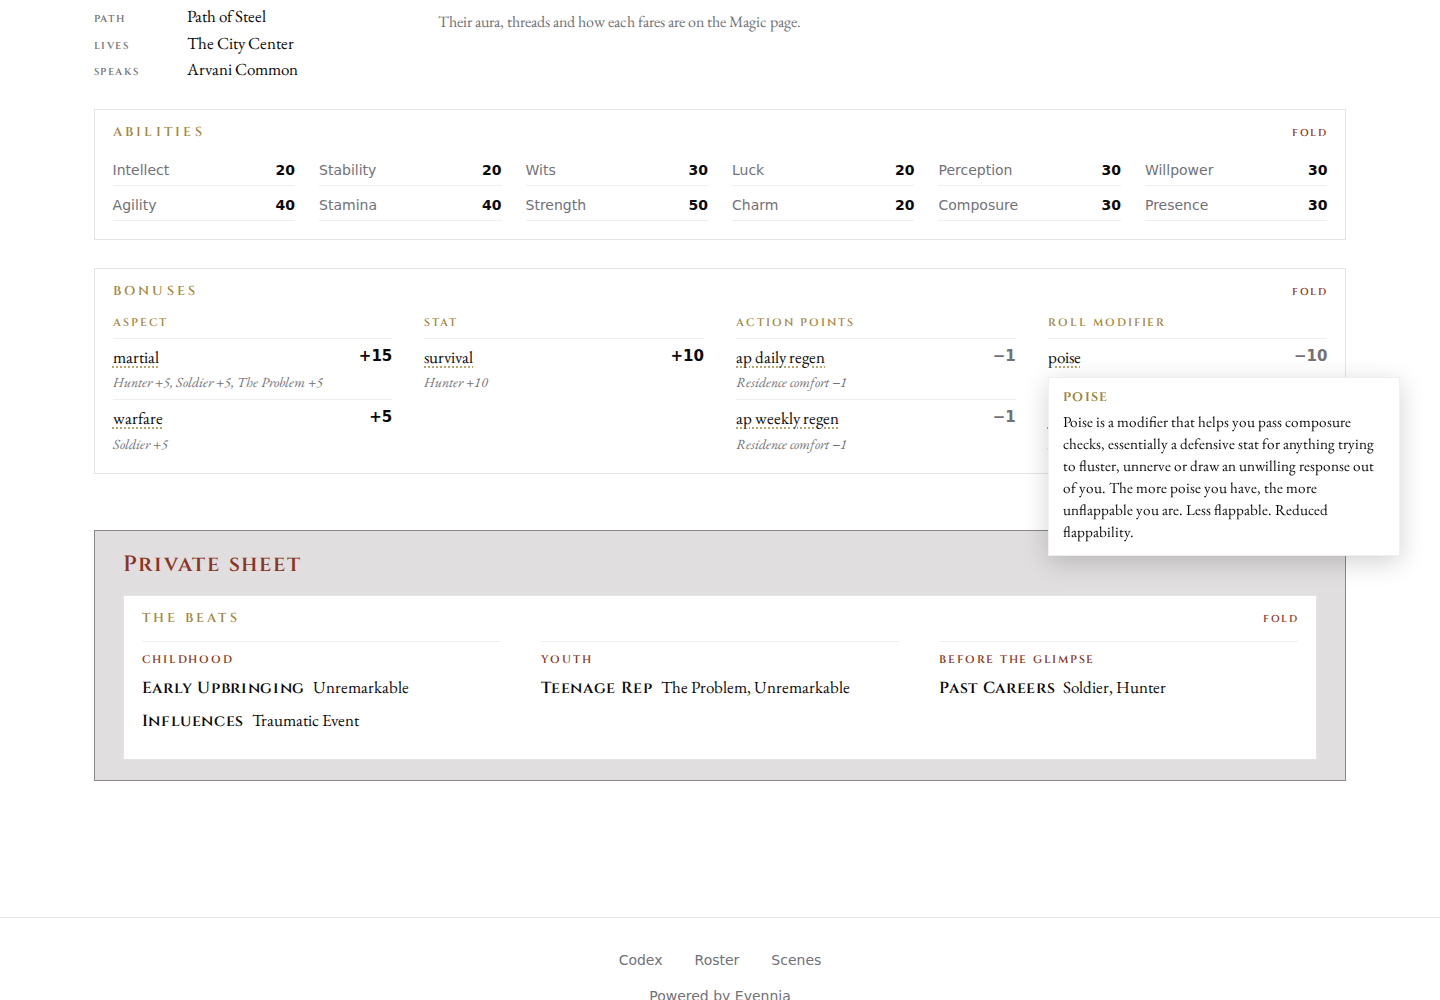 PATH Path of Steel
LIVES The City Center
SPEAKS Arvani Common
Their aura, threads and how each fares are on the Magic page.
ABILITIES
FOLD
Intellect 20 Stability 20 Wits 30 Luck 20 Perception 30 Willpower 30
Agility 40 Stamina 40 Strength 50 Charm 20 Composure 30 Presence 30
BONUSES
FOLD
ASPECT
martial +15
Hunter +5, Soldier +5, The Problem +5
warfare +5
Soldier +5
STAT
survival +10
Hunter +10
ACTION POINTS
ap daily regen −1
Residence comfort −1
ap weekly regen −1
Residence comfort −1
ROLL MODIFIER
poise −10
POISE
Poise is a modifier that helps you pass composure
checks, essentially a defensive stat for anything trying
to fluster, unnerve or draw an unwilling response out
of you. The more poise you have, the more
unflappable you are. Less flappable. Reduced
flappability.
PRIVATE SHEET
THE BEATS
FOLD
CHILDHOOD
EARLY UPBRINGING Unremarkable
INFLUENCES Traumatic Event
YOUTH
TEENAGE REP The Problem, Unremarkable
BEFORE THE GLIMPSE
PAST CAREERS Soldier, Hunter
Codex Roster Scenes
Powered by Evennia